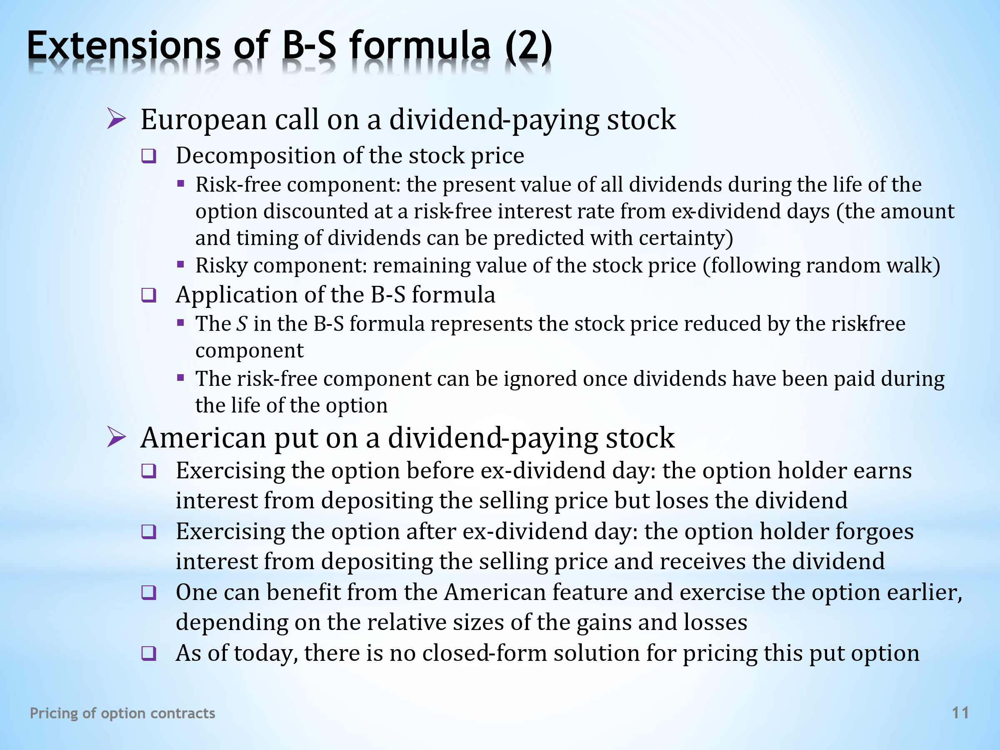 Extensions of B-S formula (2)
European call on a dividend-paying stock
Decomposition of the stock price
Risk-free component: the present value of all dividends during the life of the
option discounted at a risk-free interest rate from ex-dividend days (the amount
and timing of dividends can be predicted with certainty)
Risky component: remaining value of the stock price (following random walk)
Application of the B-S formula
The S in the B-S formula represents the stock price reduced by the risk-free
component
The risk-free component can be ignored once dividends have been paid during
the life of the option
American put on a dividend-paying stock
Exercising the option before ex-dividend day: the option holder earns
interest from depositing the selling price but loses the dividend
Exercising the option after ex-dividend day: the option holder forgoes
interest from depositing the selling price and receives the dividend
One can benefit from the American feature and exercise the option earlier,
depending on the relative sizes of the gains and losses
As of today, there is no closed-form solution for pricing this put option
Pricing of option contracts
11